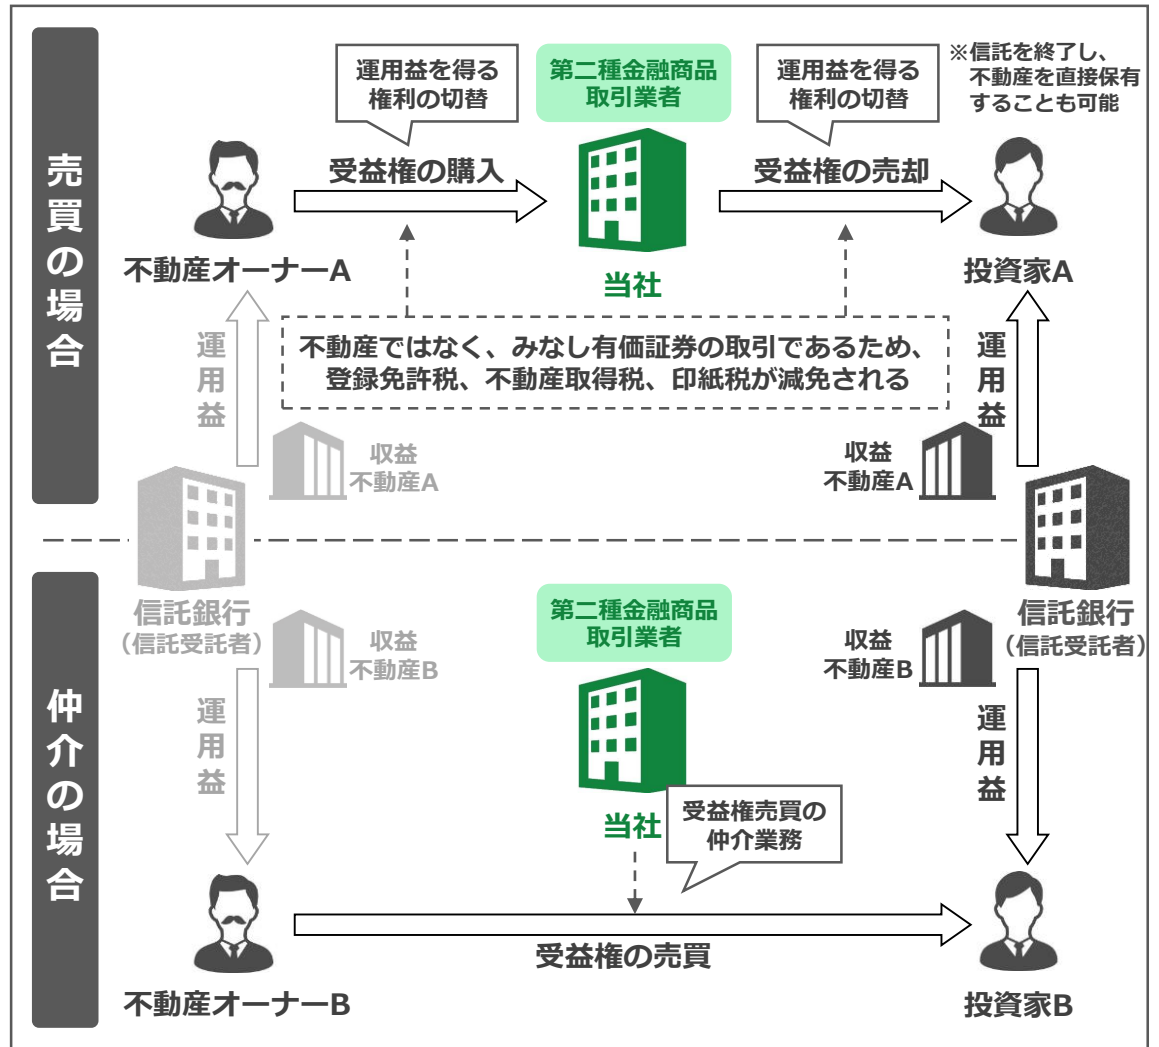 売買の場合
運用益を得る
権利の切替
第二種金融商品
取引業者
運用益を得る
権利の切替
※信託を終了し、
不動産を直接保有
することも可能
受益権の購入
受益権の売却
不動産オーナーA
当社
投資家A
不動産ではなく、みなし有価証券の取引であるため、
登録免許税、不動産取得税、印紙税が減免される
運用益
運用益
収益
不動産A
収益
不動産A
信託銀行
(信託受託者)
信託銀行
(信託受託者)
仲介の場合
収益
不動産B
第二種金融商品
取引業者
収益
不動産B
運用益
運用益
当社
受益権売買の
仲介業務
受益権の売買
不動産オーナーB
投資家B